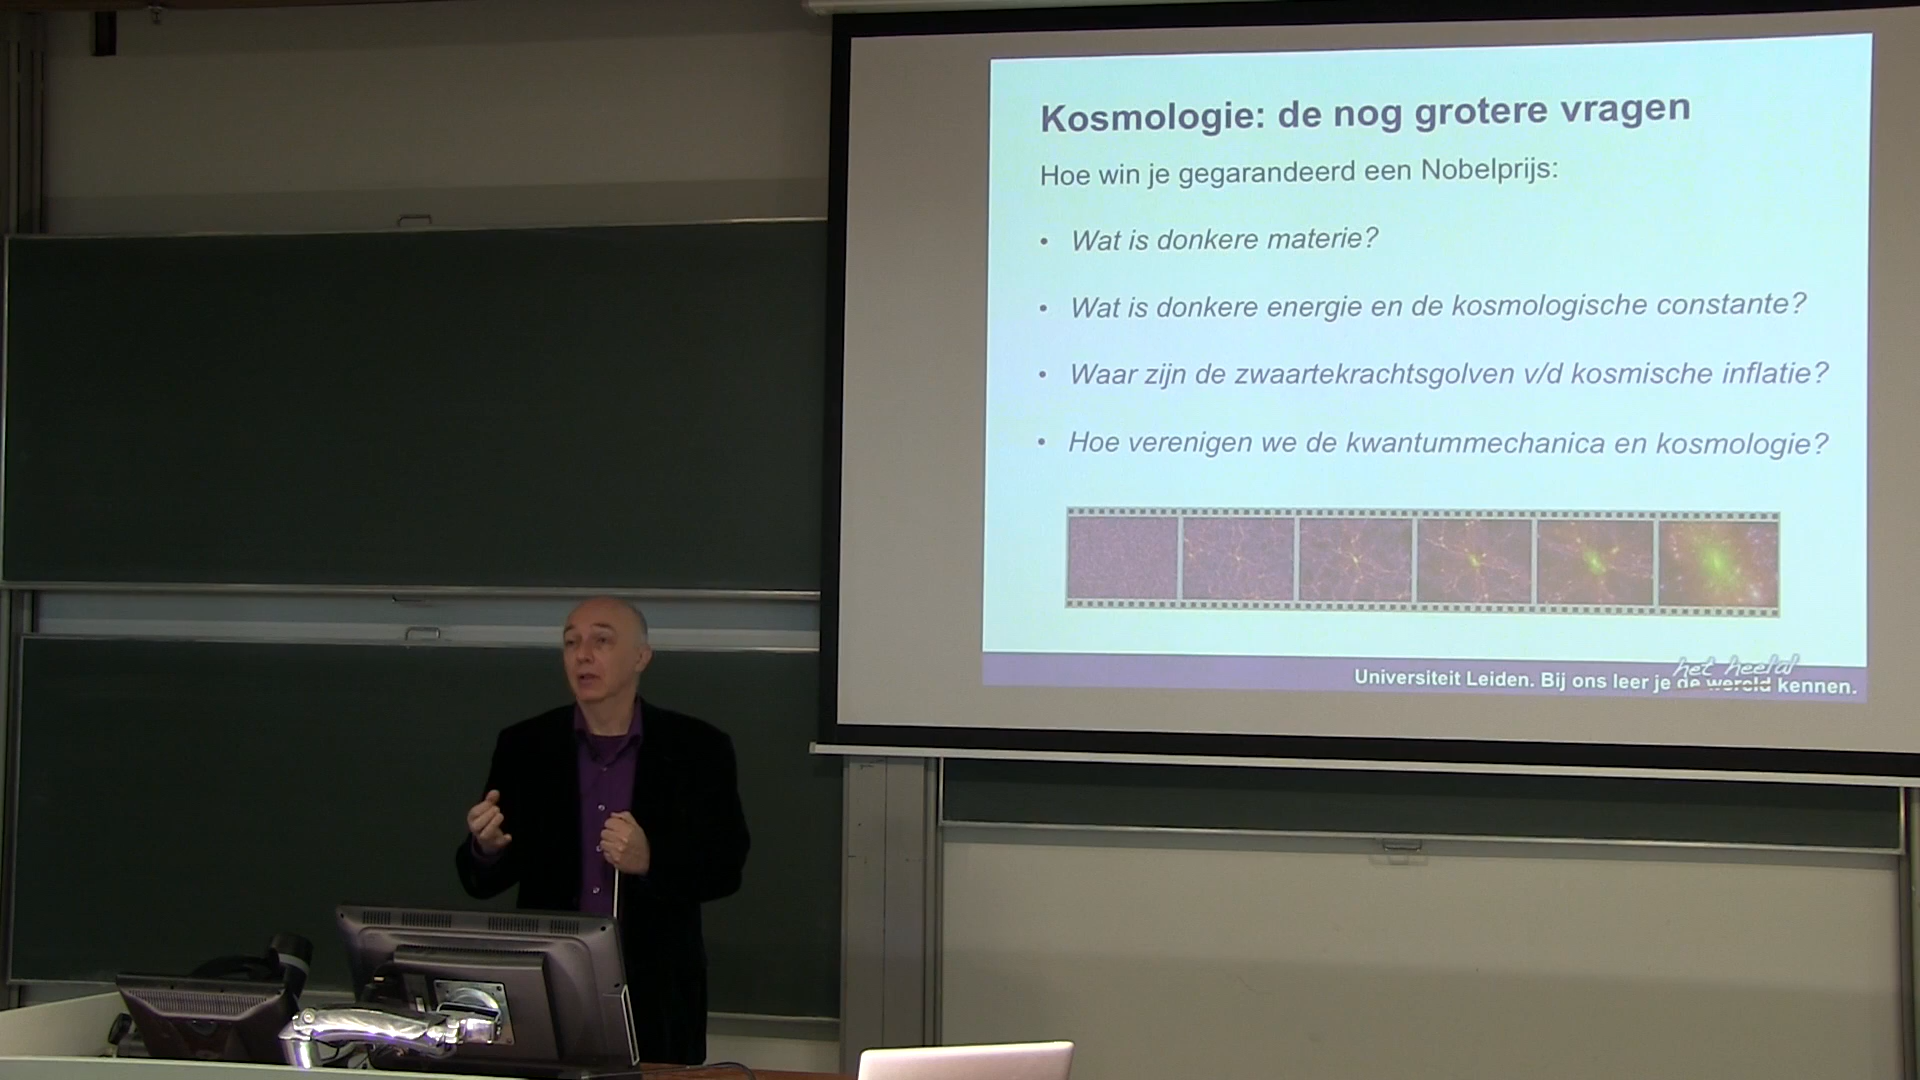 Kosmologie: de nog grotere vragen
Hoe win je gegarandeerd een Nobelprijs:
• Wat is donkere materie?
• Wat is donkere energie en de kosmologische constante?
• Waar zijn de zwaartekrachtsgolven v/d kosmische inflatie?
• Hoe verenigen we de kwantummechanica en kosmologie?
het heelal
Universiteit Leiden. Bij ons leer je de wereld kennen.